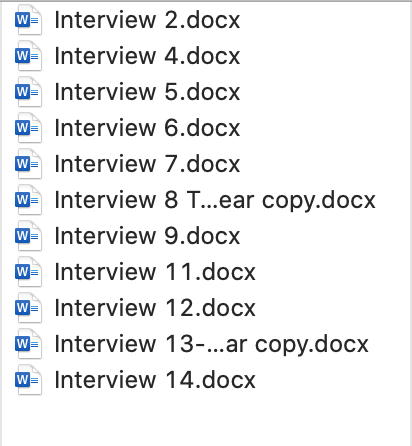 Interview 2.docx
Interview 4.docx
Interview 5.docx
Interview 6.docx
Interview 7.docx
Interview 8 T...ear copy.docx
Interview 9.docx
Interview 11.docx
Interview 12.docx
Interview 13-...ar copy.docx
Interview 14.docx